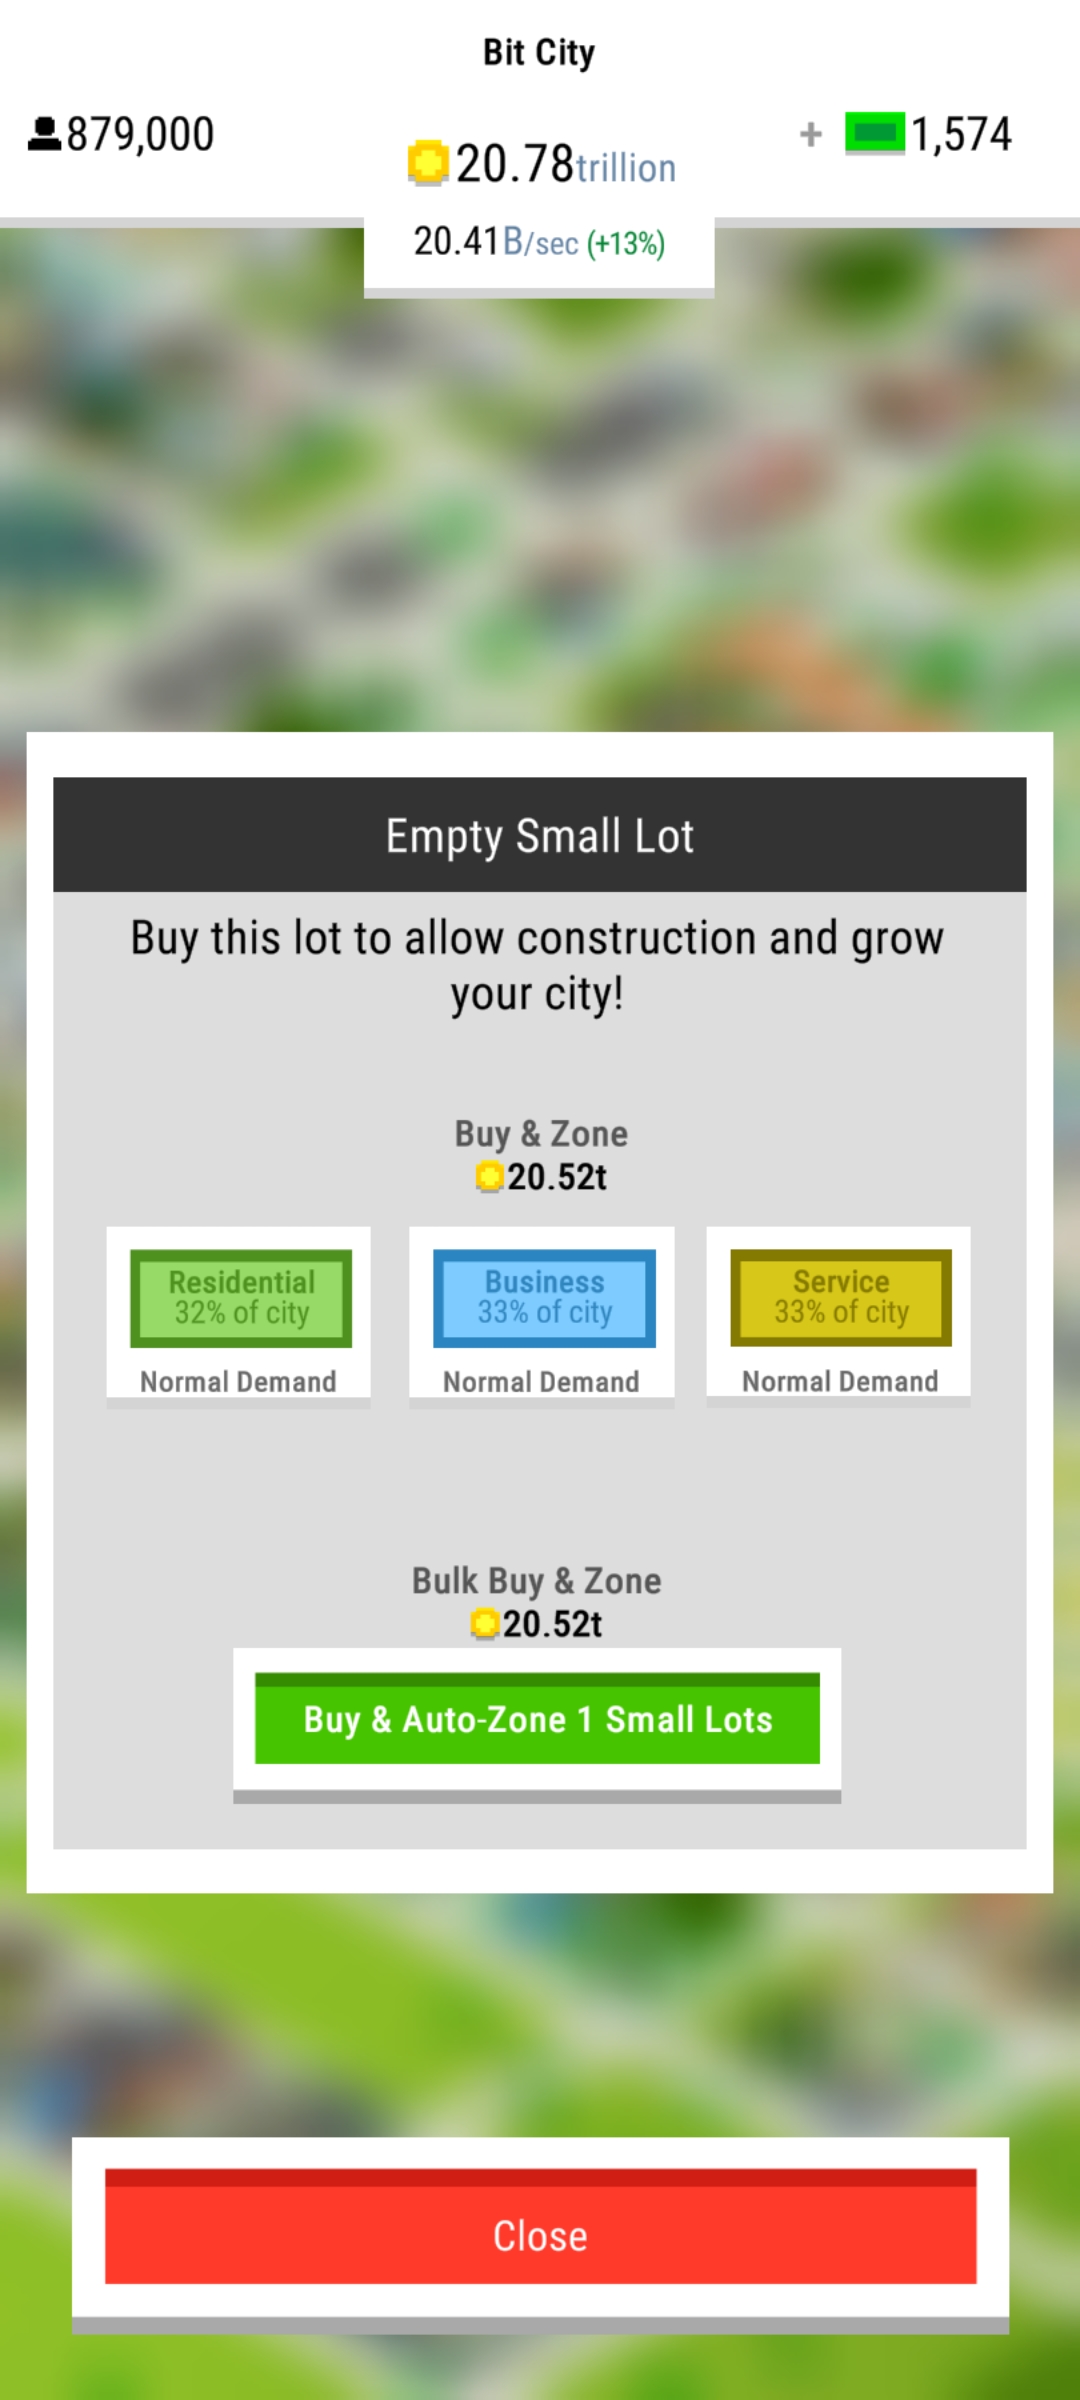 Bit City
879,000
+ 1,574
20.78trillion
20.41B/sec (+13%)
Empty Small Lot
Buy this lot to allow construction and grow
your city!
Buy & Zone
20.52t
Residential
32% of city
Normal Demand
Business
33% of city
Normal Demand
Service
33% of city
Normal Demand
Bulk Buy & Zone
20.52t
Buy & Auto-Zone 1 Small Lots
Close